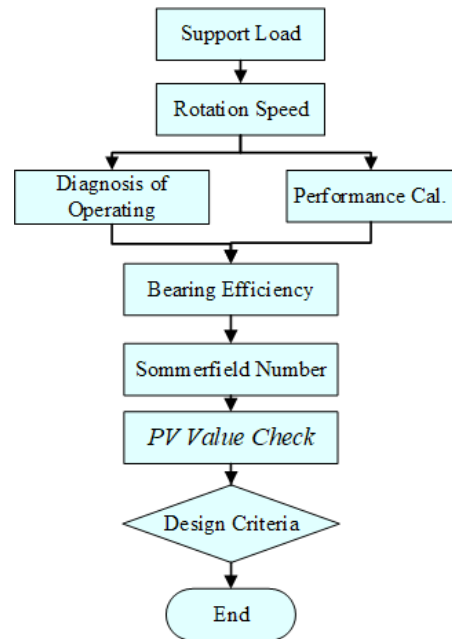 Support Load
Rotation Speed
Diagnosis of
Operating
Performance Cal.
Bearing Efficiency
Sommerfield Number
PV Value Check
Design Criteria
End